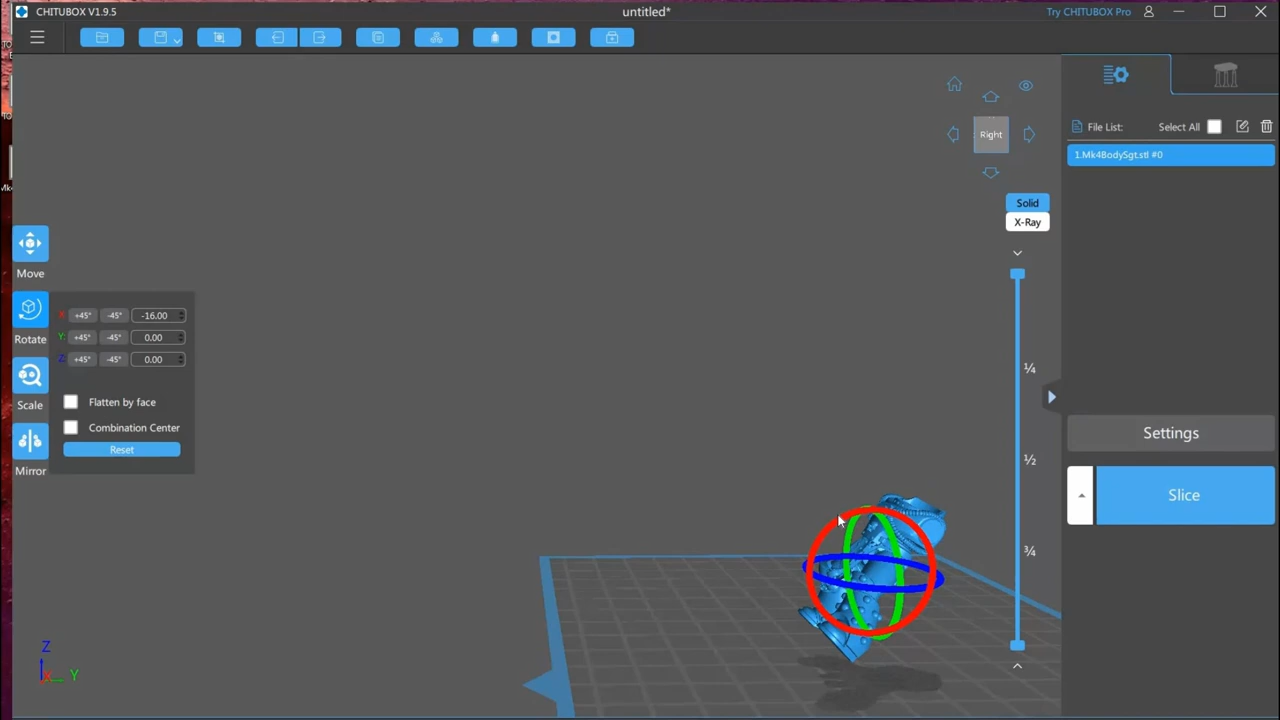 CHITUBOX V1.9.5
untitled*
Try CHITUBOX Pro
Right
File List:
Select All
1.Mk4BodySgt.stl #0
Solid
X-Ray
Move
Rotate
Scale
Mirror
X: +45° -45° -16.00
Y: +45° -45° 0.00
Z: +45° -45° 0.00
Flatten by face
Combination Center
Reset
¼
½
¾
Settings
Slice
Z
X
Y